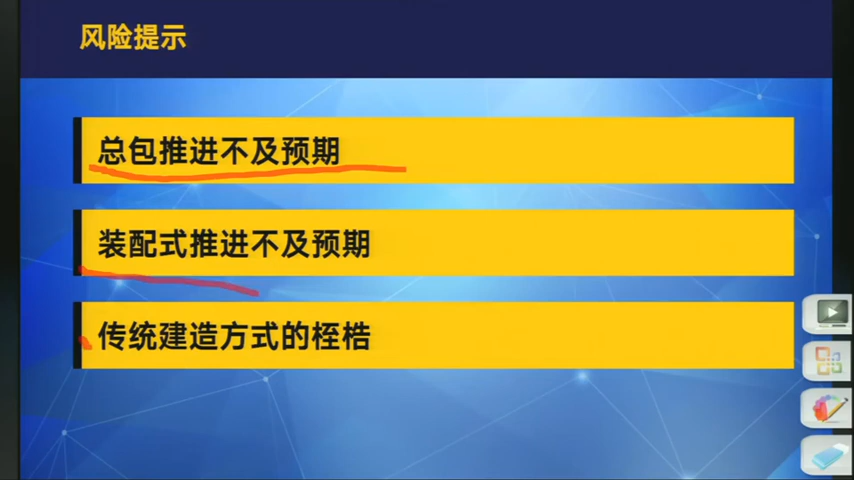 风险提示
总包推进不及预期
装配式推进不及预期
传统建造方式的桎梏